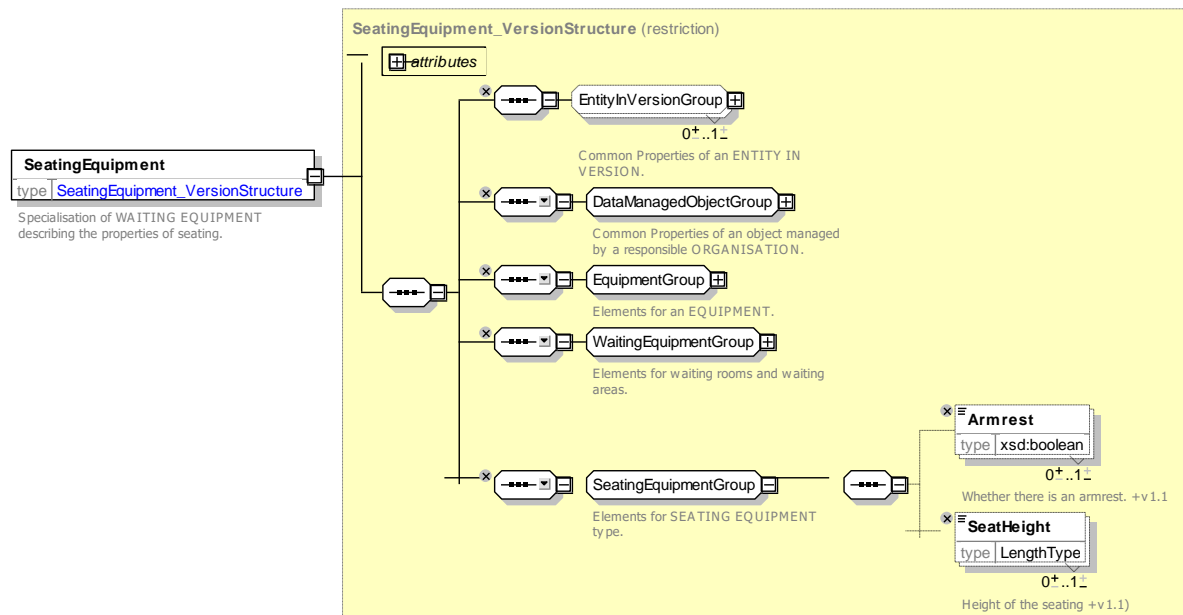 SeatingEquipment_VersionStructure (restriction)
attributes
EntityInVersionGroup
0±..1±
Common Properties of an ENTITY IN
VERSION.
SeatingEquipment
type SeatingEquipment_VersionStructure
Specialisation of WAITING EQUIPMENT
describing the properties of seating.
DataManagedObjectGroup
Common Properties of an object managed
by a responsible ORGANISATION.
EquipmentGroup
Elements for an EQUIPMENT.
WaitingEquipmentGroup
Elements for waiting rooms and waiting
areas.
SeatingEquipmentGroup
Elements for SEATING EQUIPMENT
type.
Armrest
type xsd:boolean
0±..1±
Whether there is an armrest. +v1.1
SeatHeight
type LengthType
0±..1±
Height of the seating +v1.1)